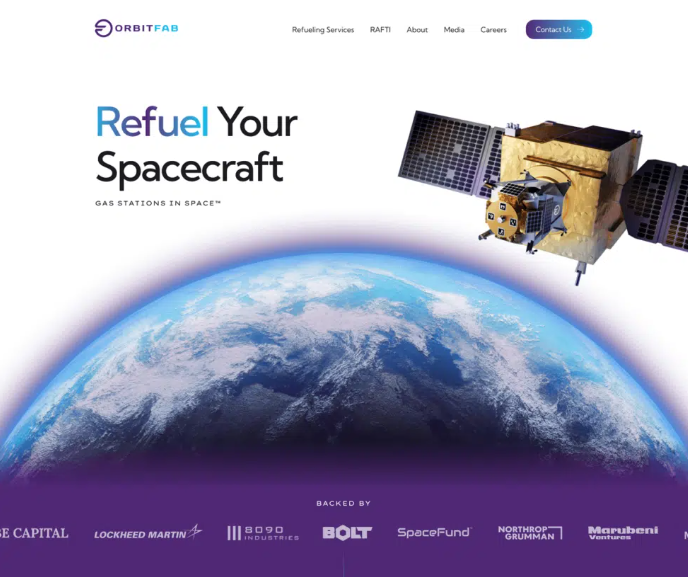 ORBITFAB
Refueling Services
RAFTI
About
Media
Careers
Contact Us
Refuel Your
Spacecraft
GAS STATIONS IN SPACE™
BACKED BY
CAPITAL
LOCKHEED MARTIN
8090
INDUSTRIES
BOLT
SpaceFund
NORTHROP
GRUMMAN
Marubeni
Ventures